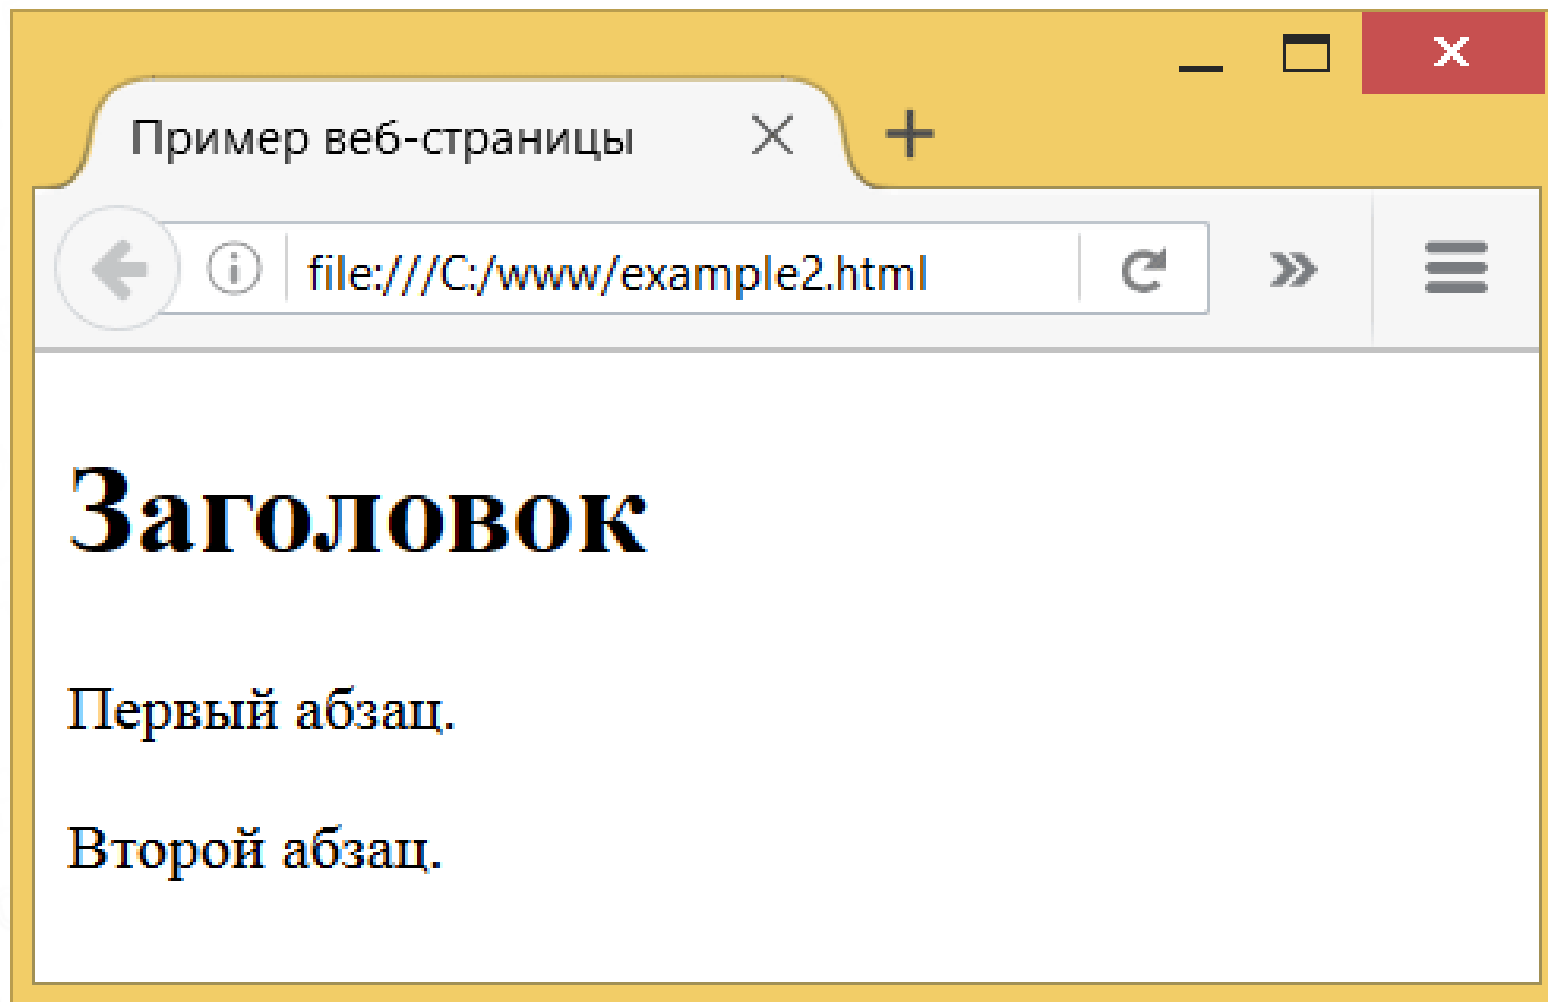 Пример веб-страницы
file:///C:/www/example2.html
Заголовок
Первый абзац.
Второй абзац.